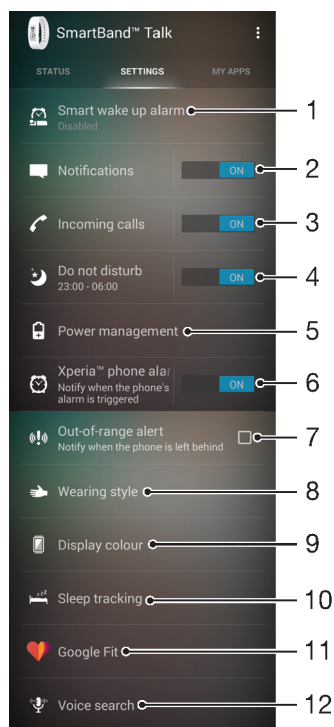 SmartBand™ Talk
STATUS SETTINGS MY APPS
Smart wake up alarm 1
Disabled
Notifications ON 2
Incoming calls ON 3
Do not disturb ON 4
23:00 - 06:00
Power management 5
Xperia™ phone alar
Notify when the phone's ON 6
alarm is triggered
Out-of-range alert 7
Notify when the phone is left behind
Wearing style 8
Display colour 9
Sleep tracking 10
Google Fit 11
Voice search 12